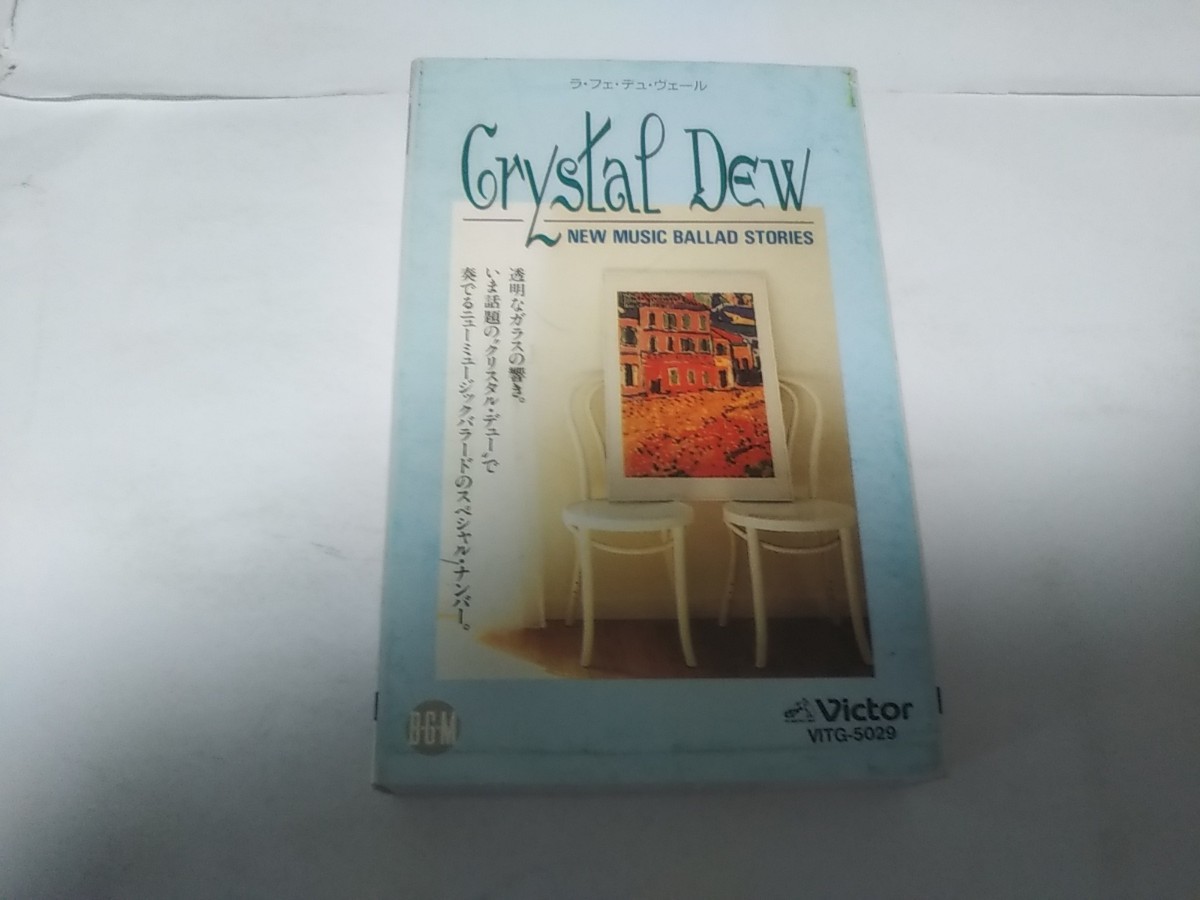 ラ・フェ・デュ・ヴェール
Crystal Dew
NEW MUSIC BALLAD STORIES
透明なガラスの響き。
いま話題の"クリスタル・デュー"で
奏でるニューミュージックバラードのスペシャル・ナンバー。
BGM
Victor
VITG-5029